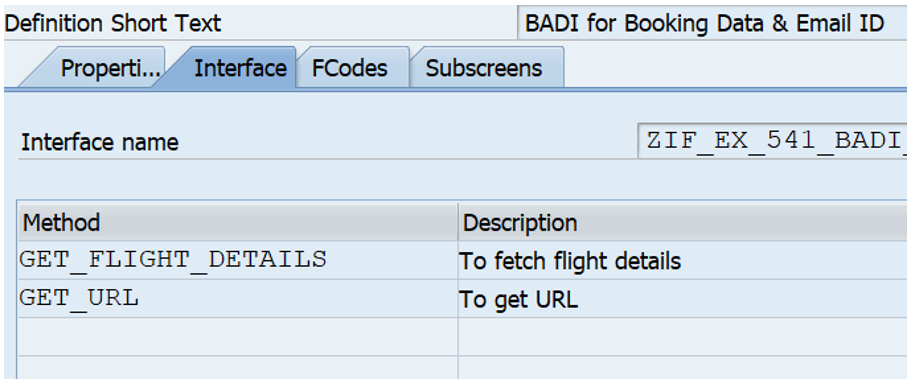 Definition Short Text BADI for Booking Data & Email ID
Properti... Interface FCodes Subscreens
Interface name ZIF_EX_541_BADI_
Method Description
GET_FLIGHT_DETAILS To fetch flight details
GET_URL To get URL